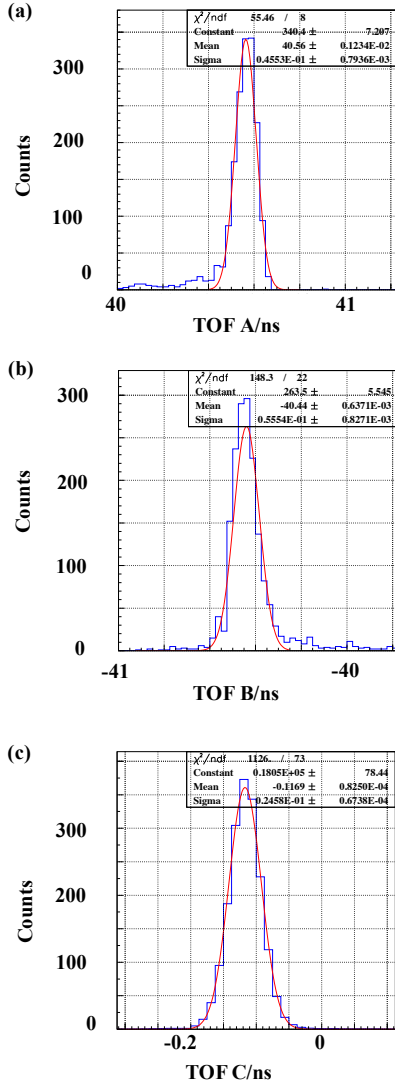 (a)
χ²/ndf 55.46 / 8
Constant 340.4 ± 7.207
Mean 40.56 ± 0.1234E-02
Sigma 0.4553E-01 ± 0.7936E-03
300
200
100
0
Counts
40 41
TOF A/ns
(b)
χ²/ndf 148.3 / 22
Constant 263.5 ± 5.545
Mean -40.44 ± 0.6371E-03
Sigma 0.5554E-01 ± 0.8271E-03
300
200
100
0
Counts
-41 -40
TOF B/ns
(c)
χ²/ndf 1126. / 73
Constant 0.1805E+05 ± 78.44
Mean -0.1169 ± 0.8250E-04
Sigma 0.2458E-01 ± 0.6738E-04
300
200
100
0
Counts
-0.2 0
TOF C/ns